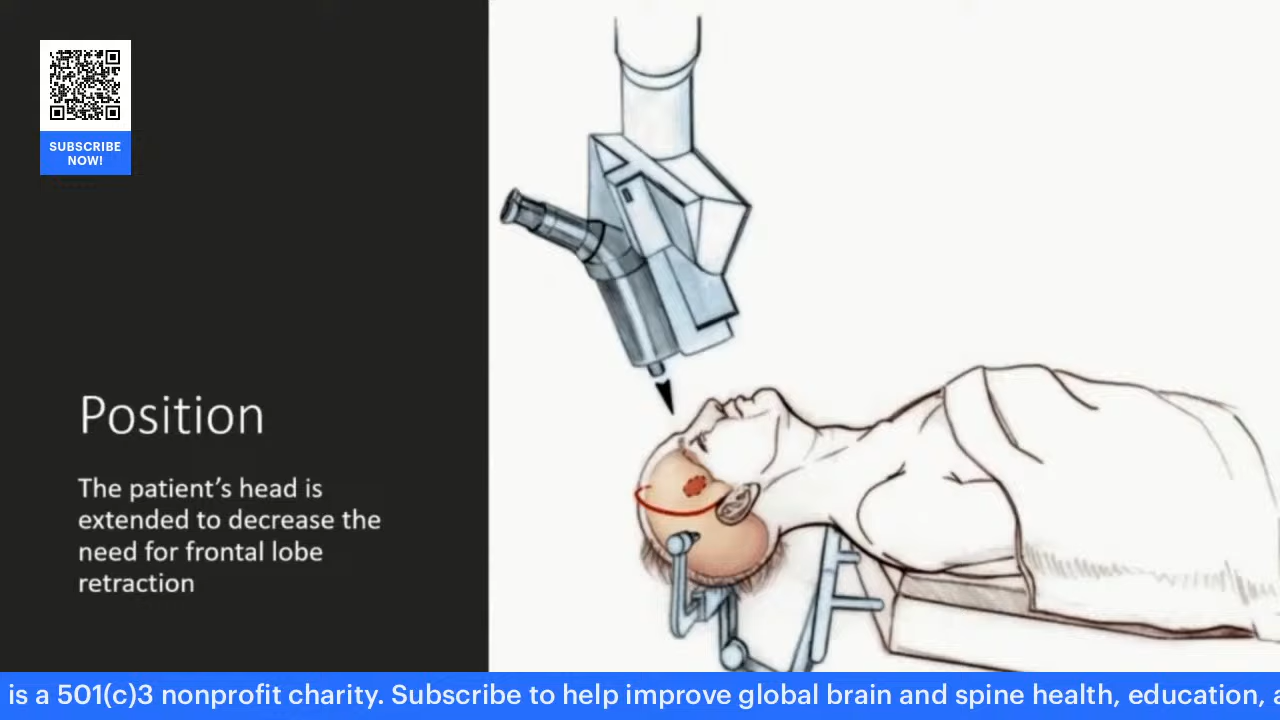 SUBSCRIBE
NOW!
Position
The patient's head is
extended to decrease the
need for frontal lobe
retraction
is a 501(c)3 nonprofit charity. Subscribe to help improve global brain and spine health, education,